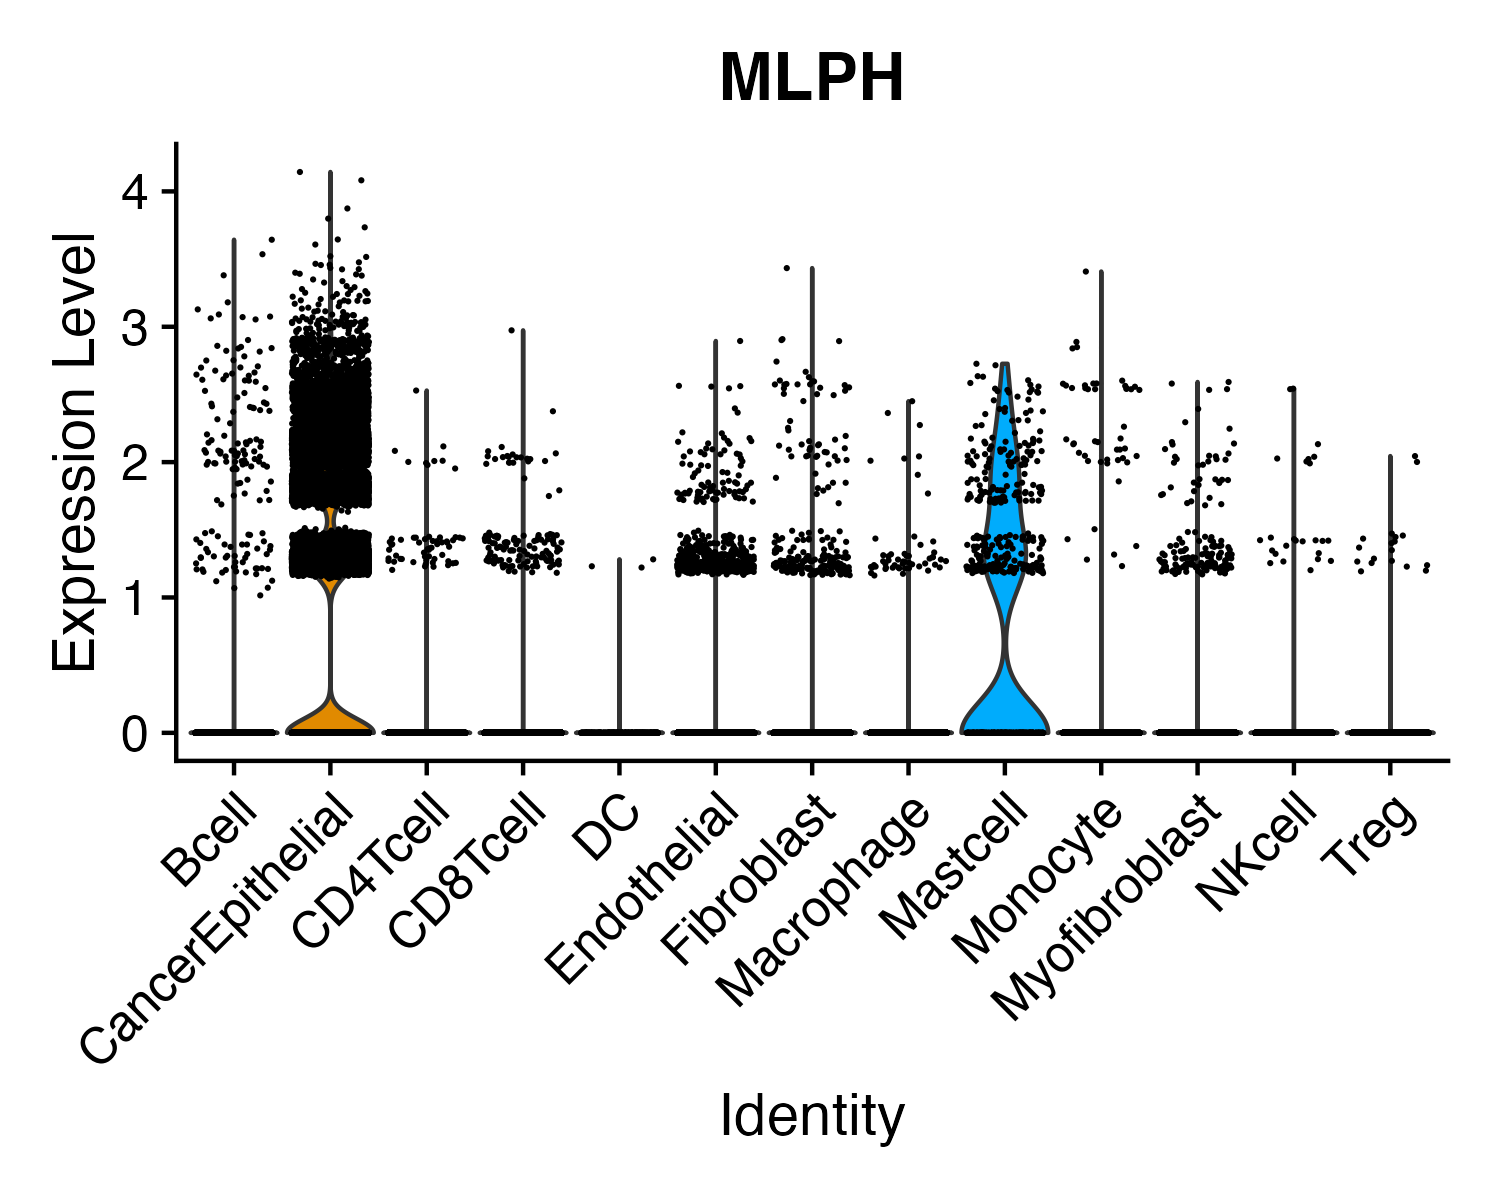 MLPH
Expression Level
4
3
2
1
0
Bcell
CancerEpithelial
CD4Tcell
CD8Tcell
DC
Endothelial
Fibroblast
Macrophage
Mastcell
Monocyte
Myofibroblast
NKcell
Treg
Identity